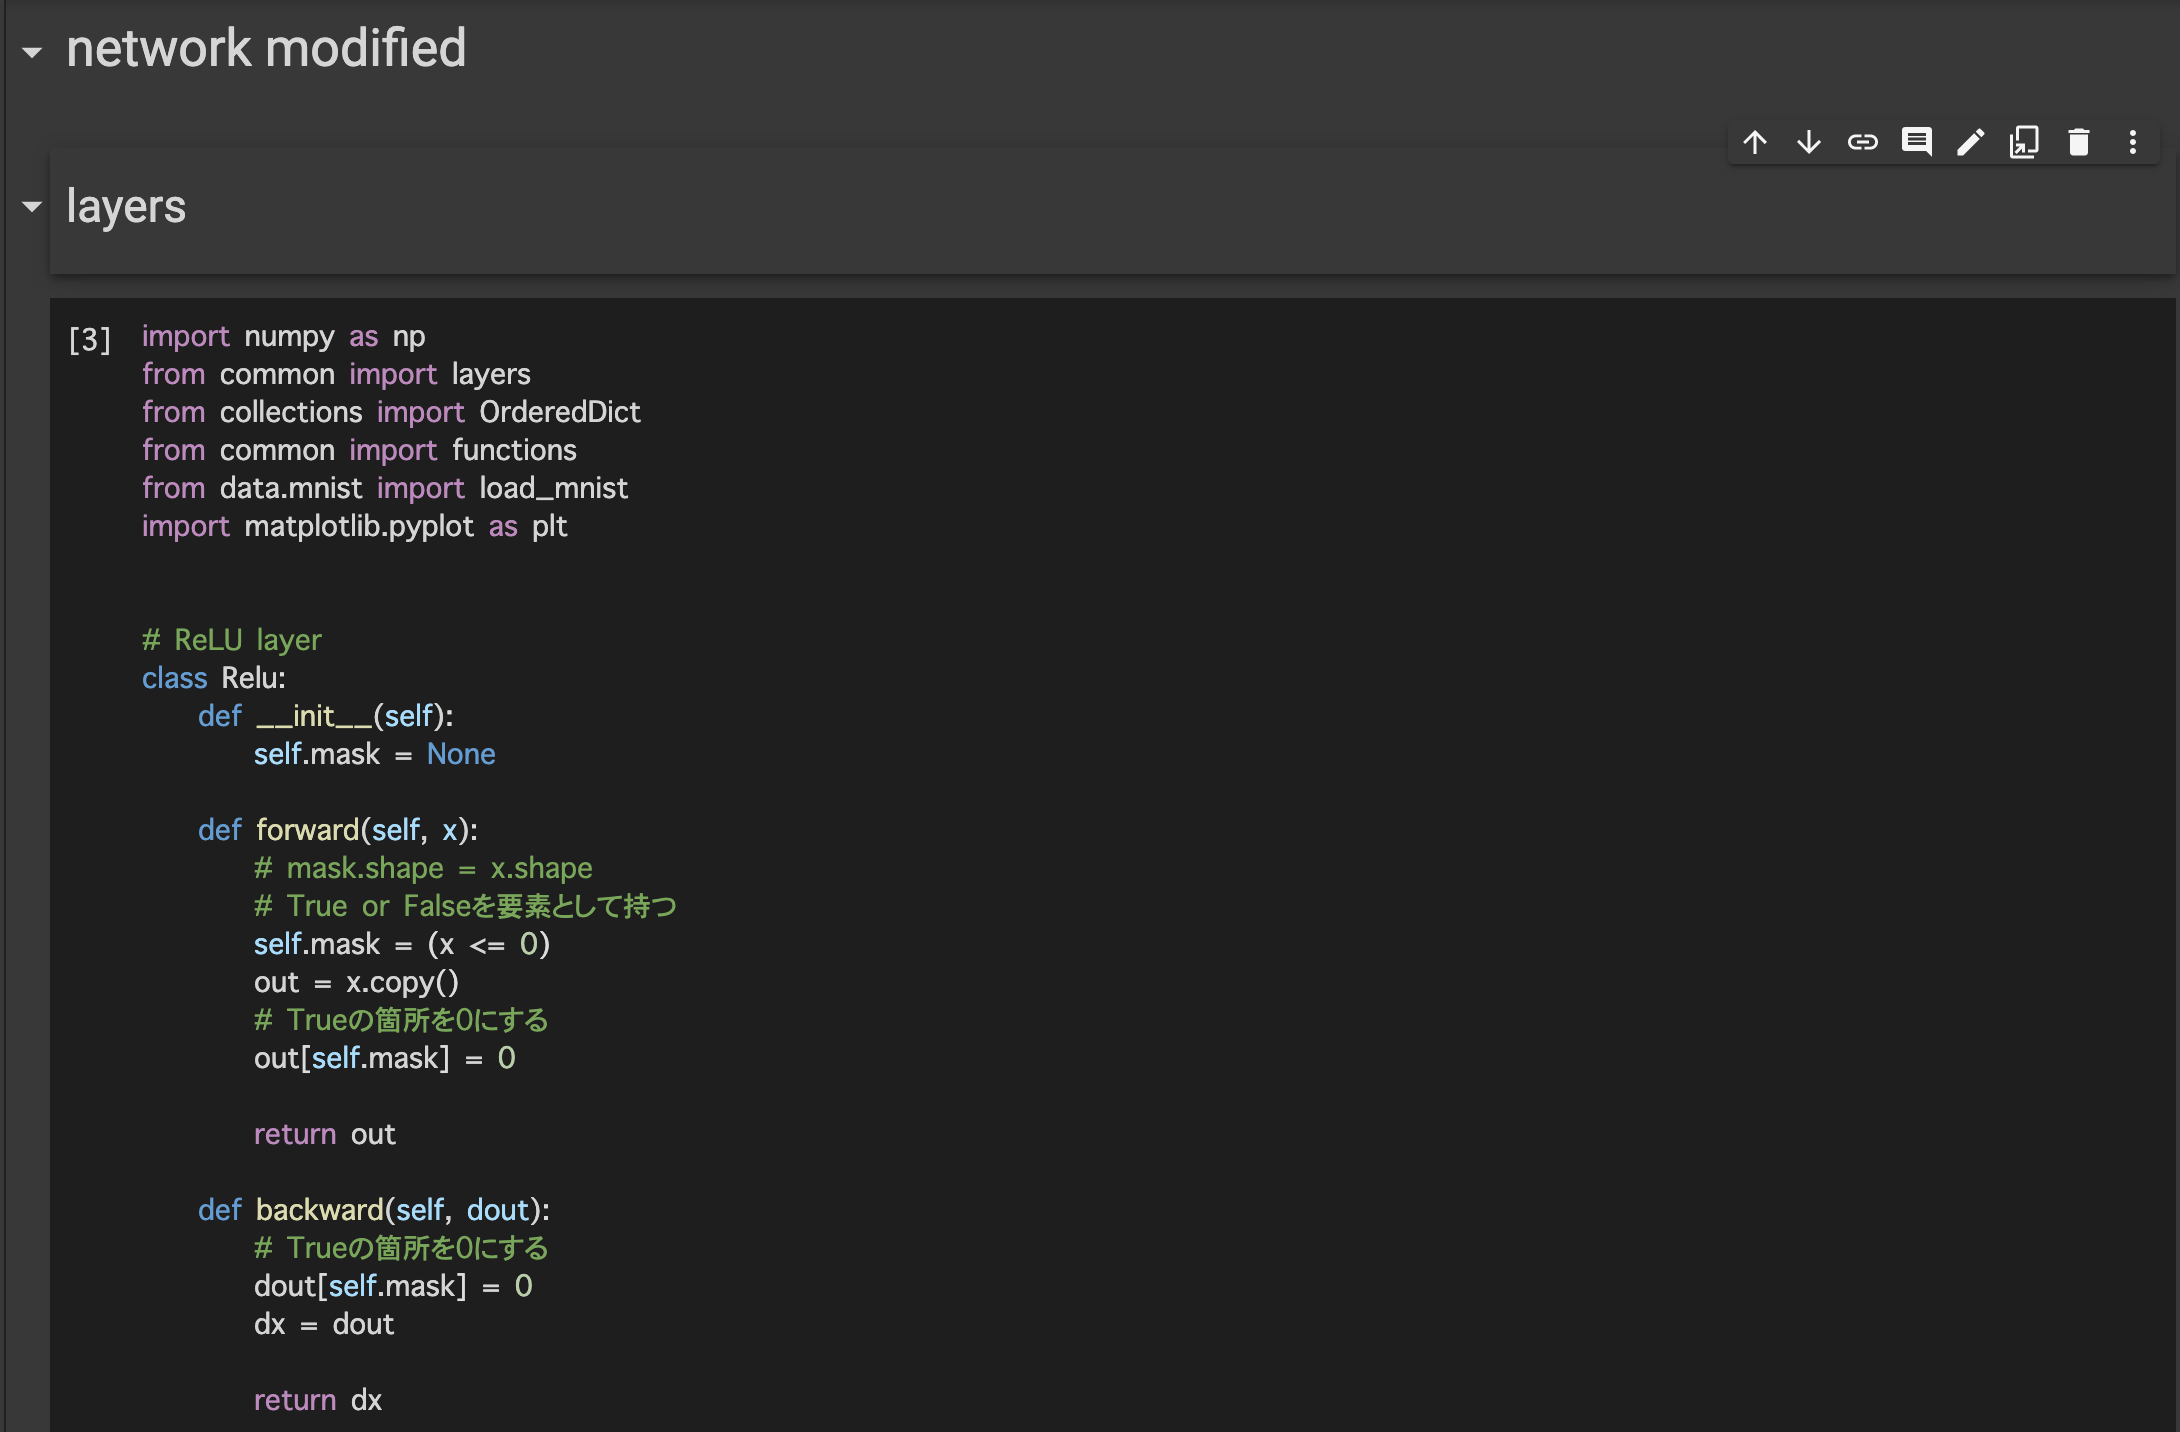 network modified
layers
[3]
import numpy as np
from common import layers
from collections import OrderedDict
from common import functions
from data.mnist import load_mnist
import matplotlib.pyplot as plt
# ReLU layer
class Relu:
    def __init__(self):
        self.mask = None
    def forward(self, x):
        # mask.shape = x.shape
        # True or Falseを要素として持つ
        self.mask = (x <= 0)
        out = x.copy()
        # Trueの箇所を0にする
        out[self.mask] = 0
        return out
    def backward(self, dout):
        # Trueの箇所を0にする
        dout[self.mask] = 0
        dx = dout
        return dx